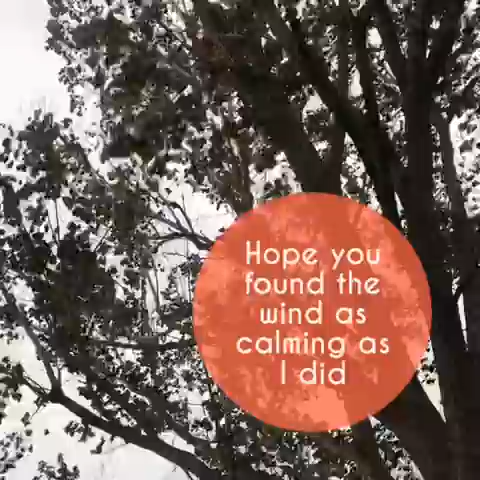 Hope you
found the
wind as
calming as
I did